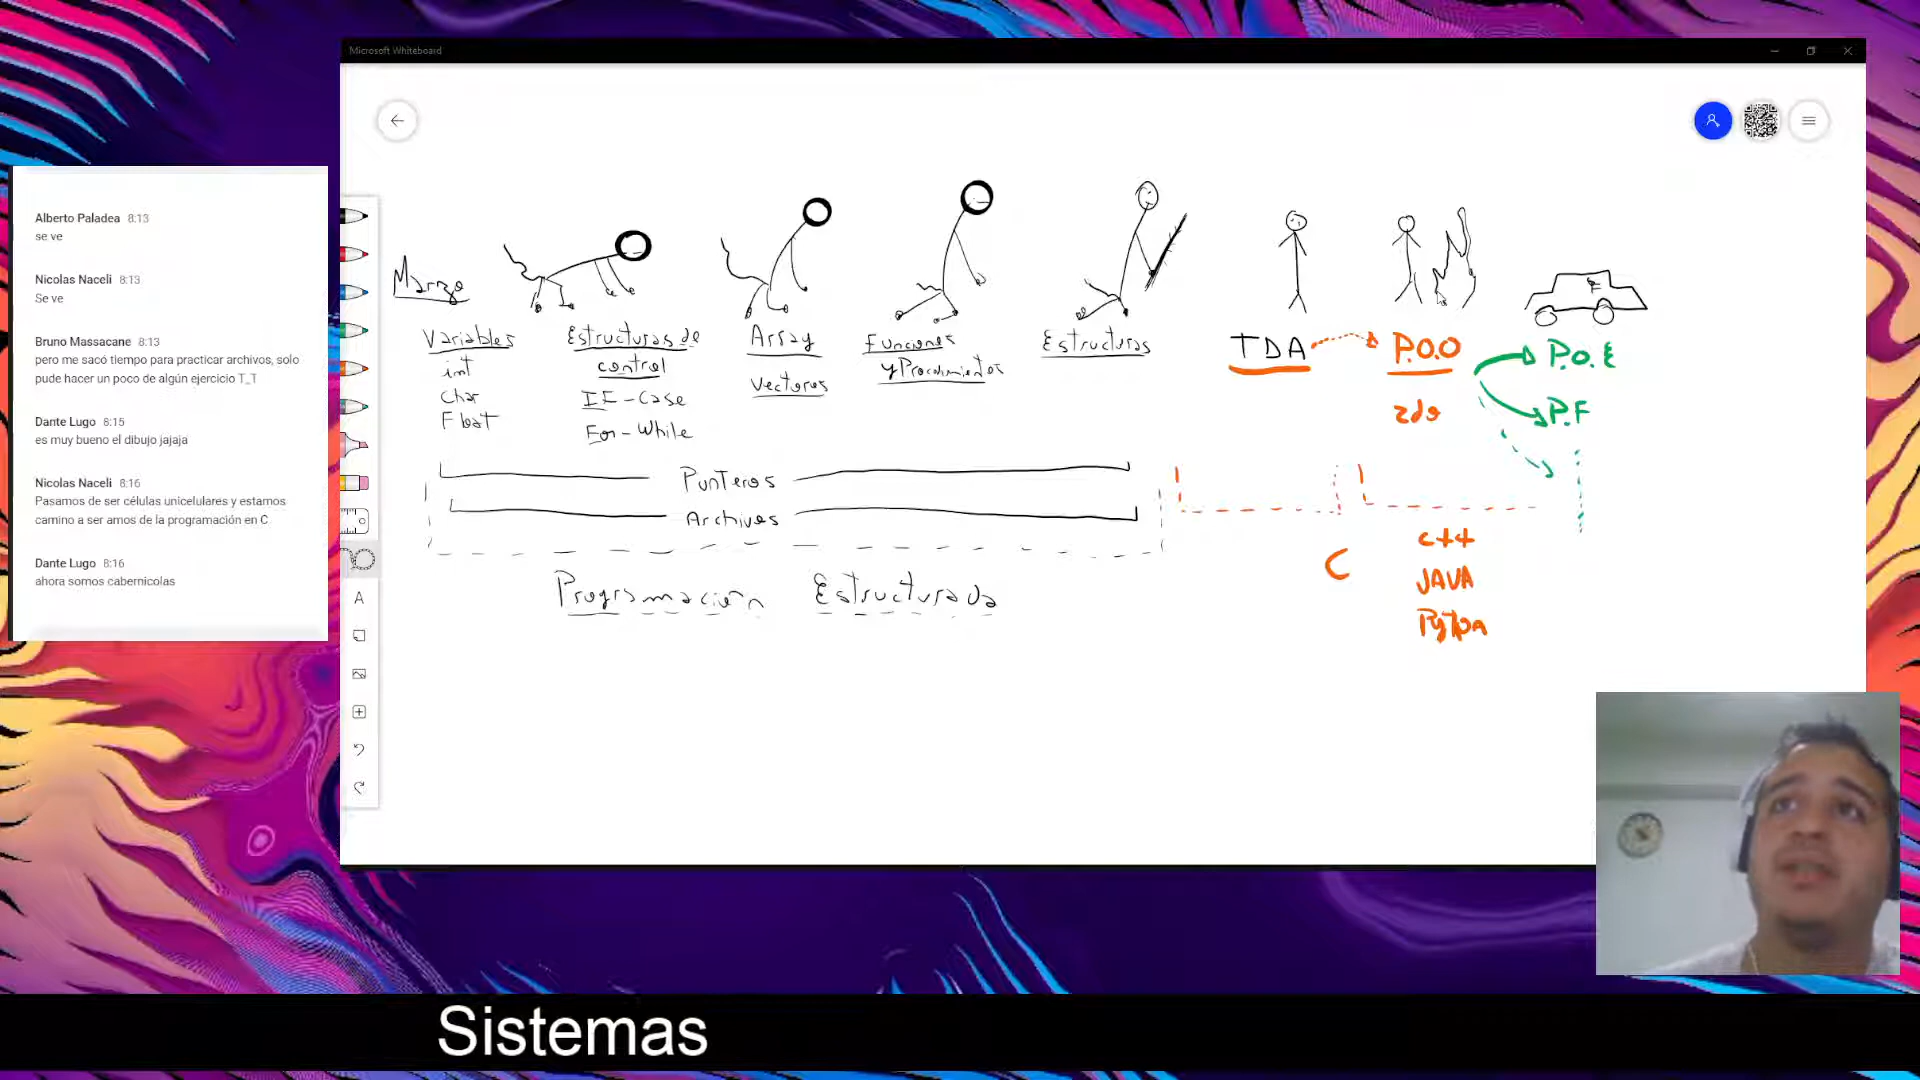 Microsoft Whiteboard
Alberto Paladea 8:13
se ve
Nicolas Naceli 8:13
Se ve
Bruno Massacane 8:13
pero me sacó tiempo para practicar archivos, solo
pude hacer un poco de algún ejercicio T_T
Dante Lugo 8:15
es muy bueno el dibujo jajaja
Nicolas Naceli 8:16
Pasamos de ser células unicelulares y estamos
camino a ser amos de la programación en C
Dante Lugo 8:16
ahora somos cabernicolas
Marzo
Variables
int
char
Float
Estructuras de
control
IF - Case
For - While
Array
Vectores
Funciones
y Procedimientos
Estructuras
TDA
P.O.O
2do
P.O.E
P.F
F
Punteros
Archivos
Programación Estructurada
C
C++
JAVA
A
Sistemas